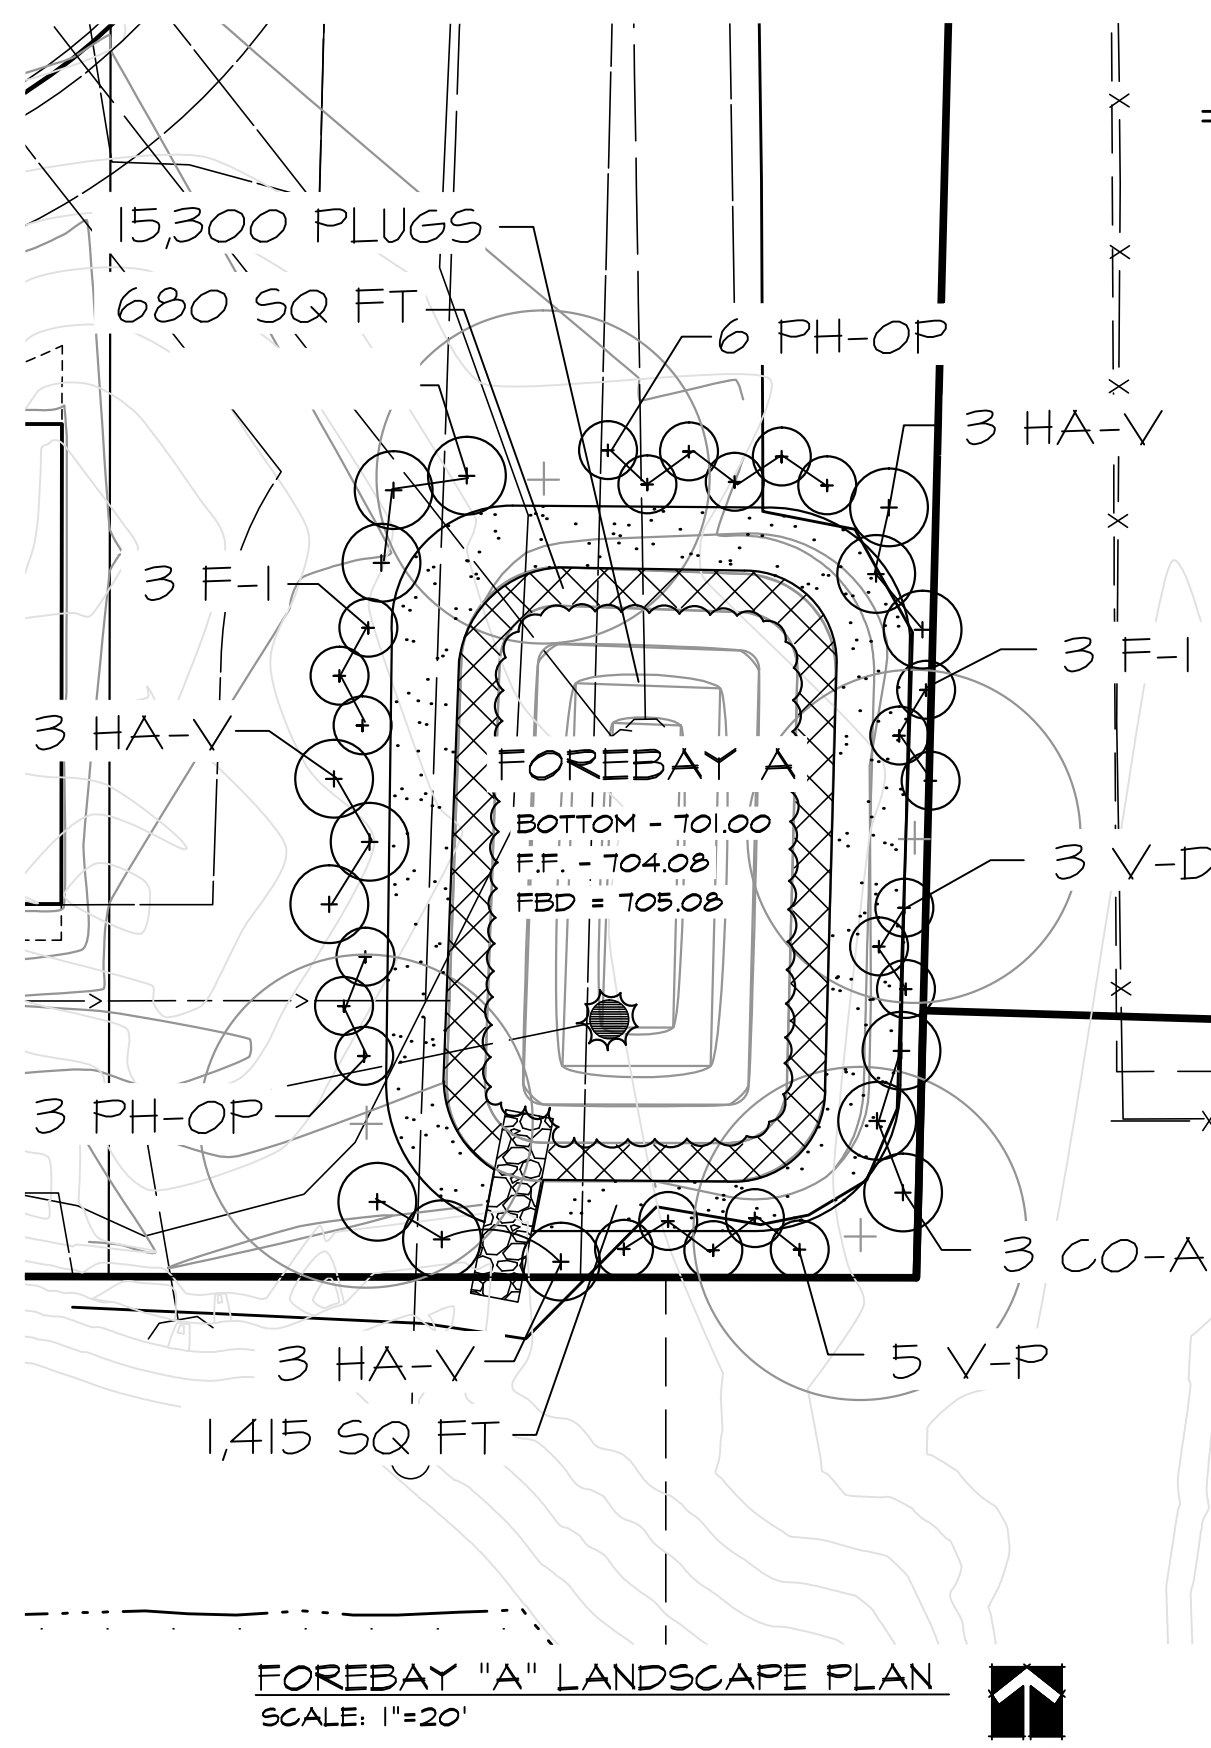 15,300 PLUGS
680 SQ FT
6 PH-OP
3 HA-V
3 F-I
3 F-I
3 HA-V
FOREBAY A
BOTTOM - 701.00
F.F. - 704.08
FBD = 705.08
3 V-D
3 PH-OP
3 CO-A
3 HA-V
5 V-P
1,415 SQ FT
FOREBAY "A" LANDSCAPE PLAN
SCALE: 1"=20'